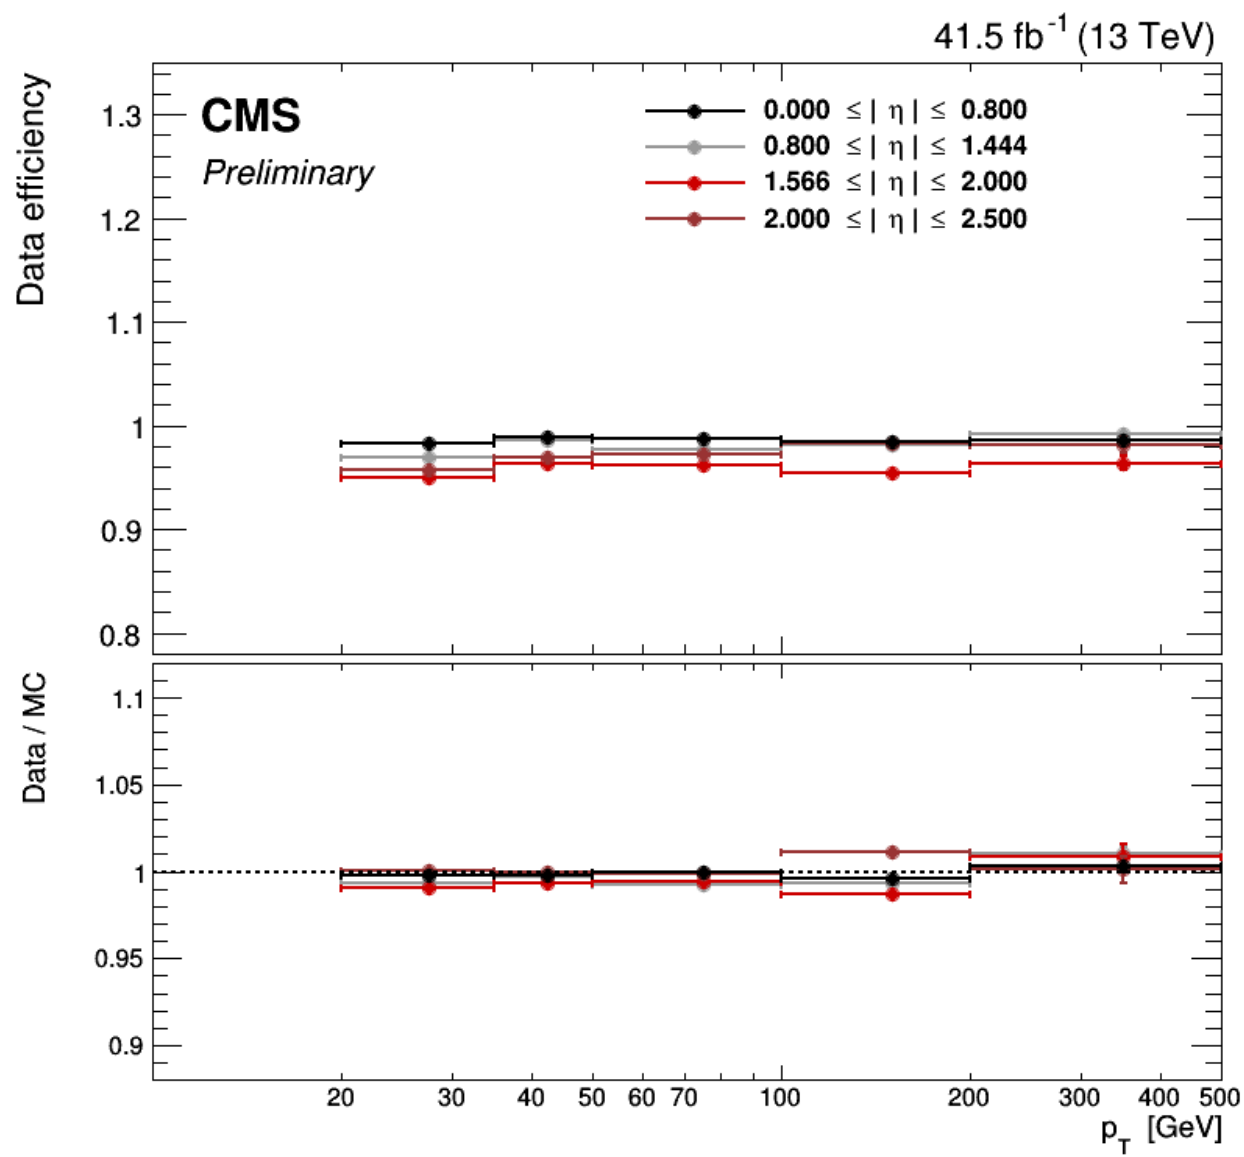 41.5 fb⁻¹ (13 TeV)
Data efficiency
CMS
Preliminary
0.000 ≤| η | ≤ 0.800
0.800 ≤| η | ≤ 1.444
1.566 ≤| η | ≤ 2.000
2.000 ≤| η | ≤ 2.500
1.3
1.2
1.1
1
0.9
0.8
Data / MC
1.1
1.05
1
0.95
0.9
20 30 40 50 60 70 100 200 300 400 500
p_T [GeV]